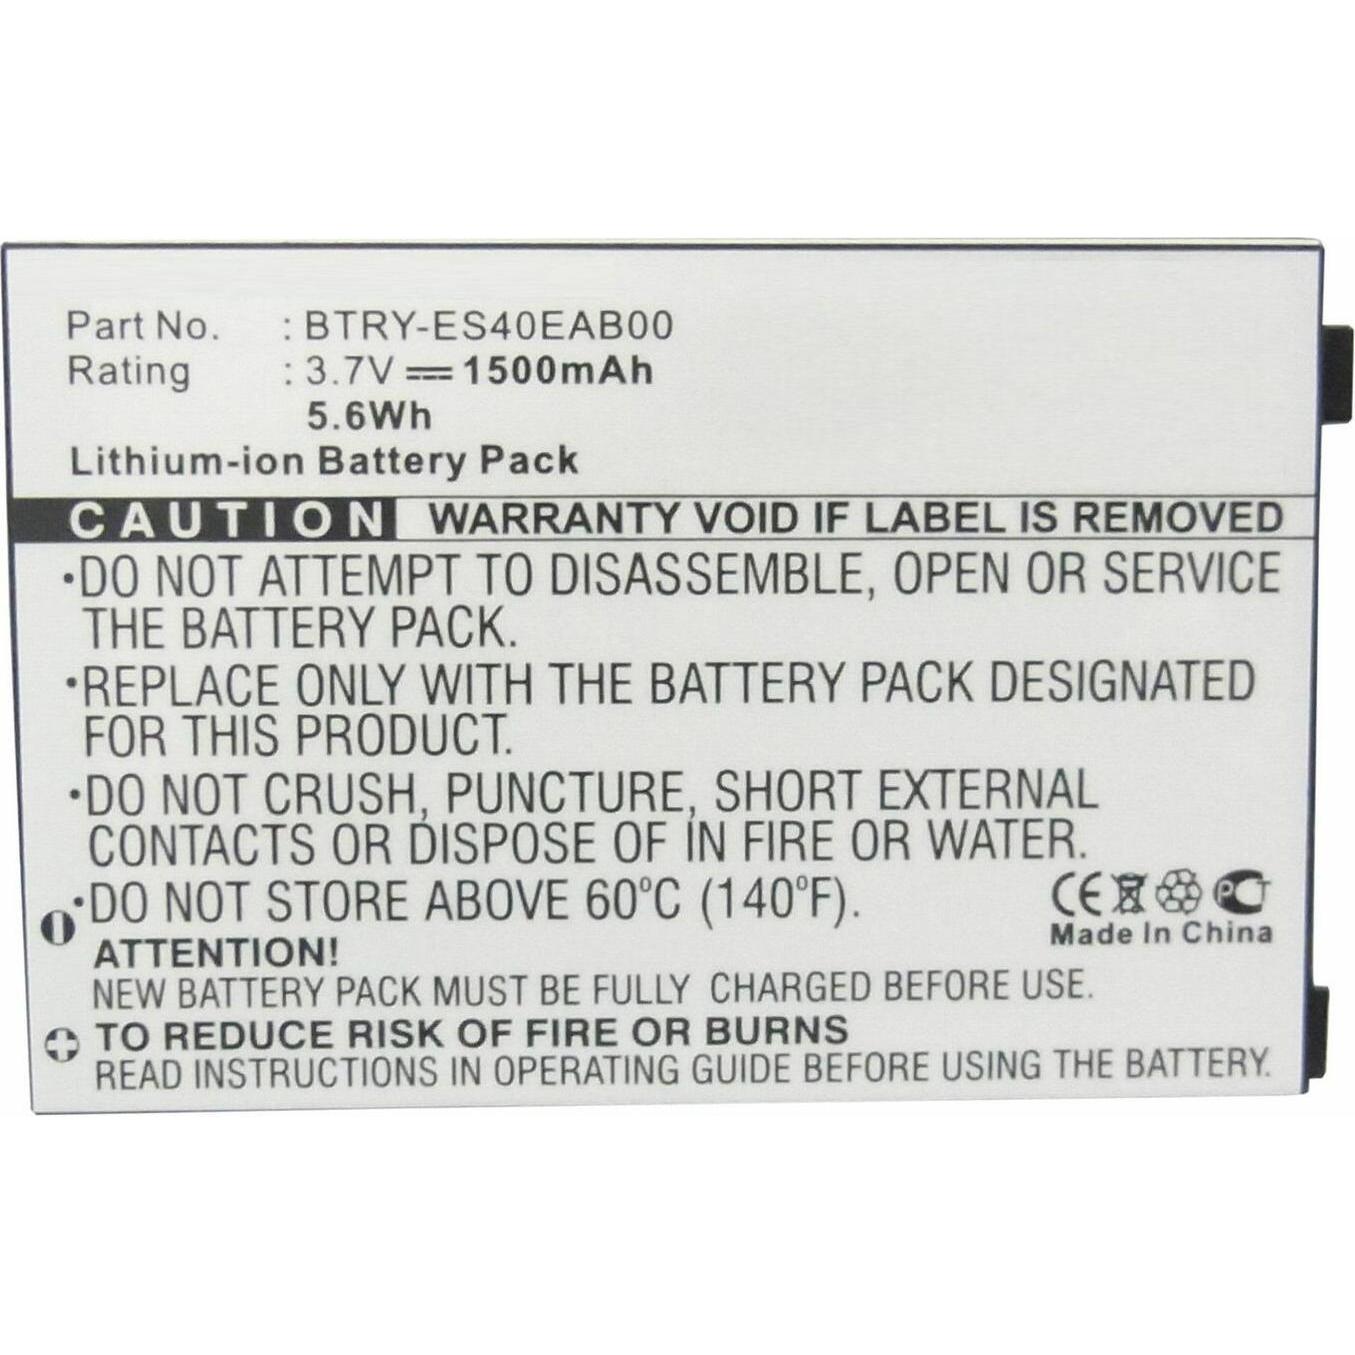 Part No. : BTRY-ES40EAB00
Rating : 3.7V 1500mAh
5.6Wh
Lithium-ion Battery Pack
CAUTION WARRANTY VOID IF LABEL IS REMOVED
•DO NOT ATTEMPT TO DISASSEMBLE, OPEN OR SERVICE
THE BATTERY PACK.
•REPLACE ONLY WITH THE BATTERY PACK DESIGNATED
FOR THIS PRODUCT.
•DO NOT CRUSH, PUNCTURE, SHORT EXTERNAL
CONTACTS OR DISPOSE OF IN FIRE OR WATER.
•DO NOT STORE ABOVE 60°C (140°F).
CE PCT
Made In China
ATTENTION!
NEW BATTERY PACK MUST BE FULLY CHARGED BEFORE USE.
TO REDUCE RISK OF FIRE OR BURNS
READ INSTRUCTIONS IN OPERATING GUIDE BEFORE USING THE BATTERY.